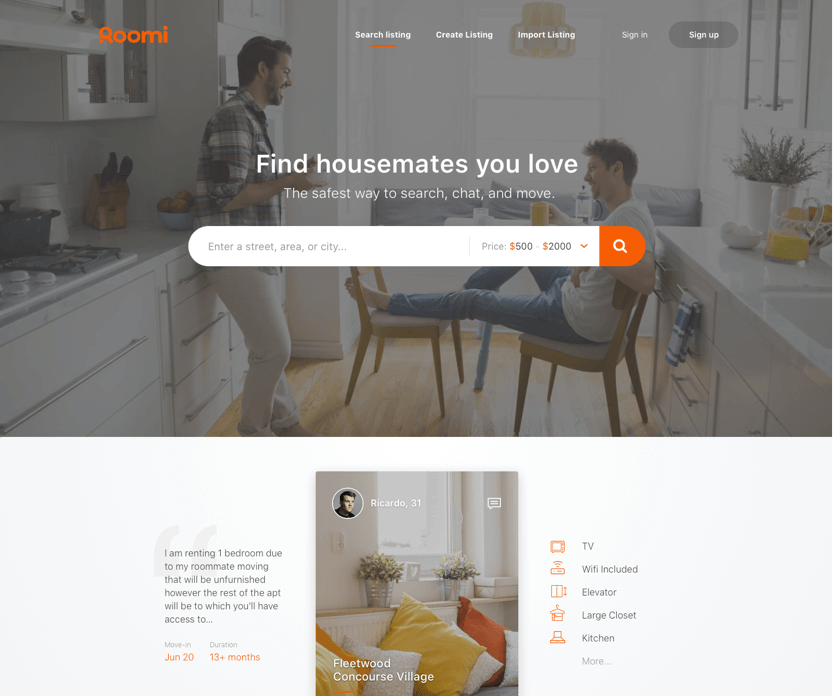 Roomi
Search listing
Create Listing
Import Listing
Sign in
Sign up
Find housemates you love
The safest way to search, chat, and move.
Enter a street, area, or city...
Price: $500 - $2000
Ricardo, 31
“
I am renting 1 bedroom due
to my roommate moving
that will be unfurnished
however the rest of the apt
will be to which you'll have
access to...
Move-in
Jun 20
Duration
13+ months
Fleetwood
Concourse Village
TV
Wifi Included
Elevator
Large Closet
Kitchen
More...